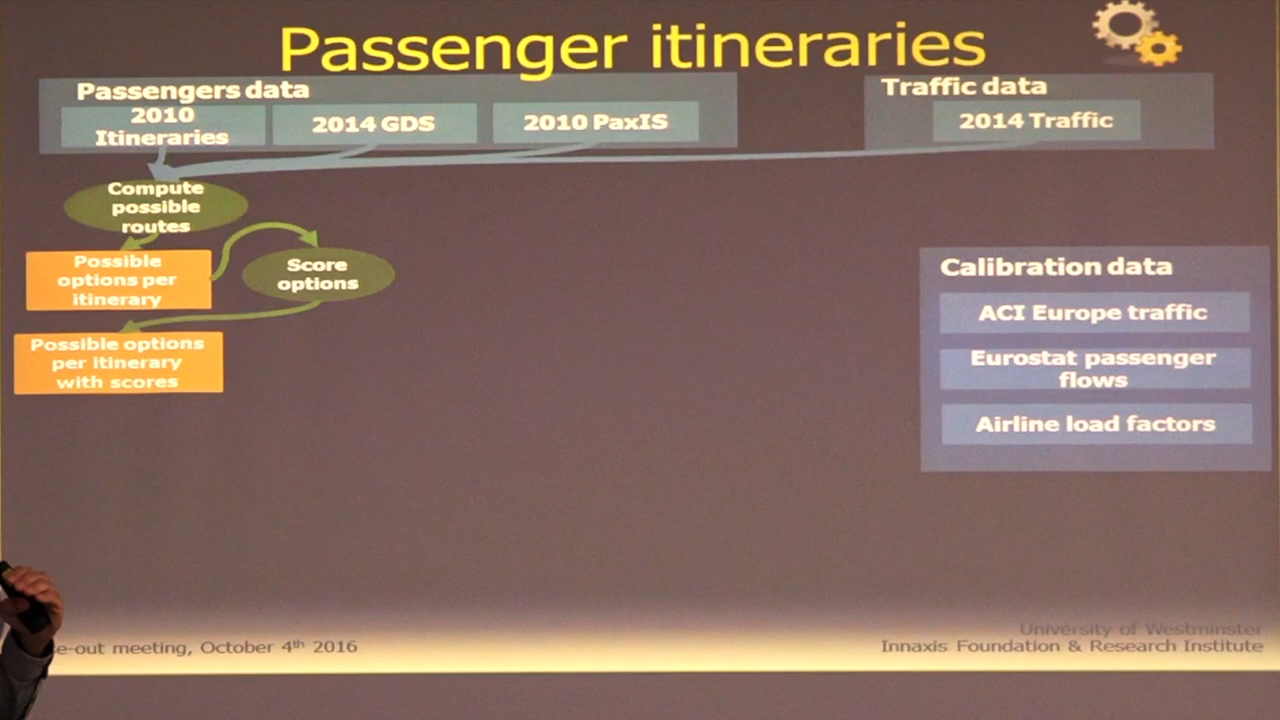 Passenger itineraries
Passengers data
2010
Itineraries
2014 GDS
2010 PaxIS
Traffic data
2014 Traffic
Compute
possible
routes
Possible
options per
itinerary
Score
options
Possible options
per itinerary
with scores
Calibration data
ACI Europe traffic
Eurostat passenger
flows
Airline load factors
e-out meeting, October 4th 2016
University of Westminster
Innaxis Foundation & Research Institute